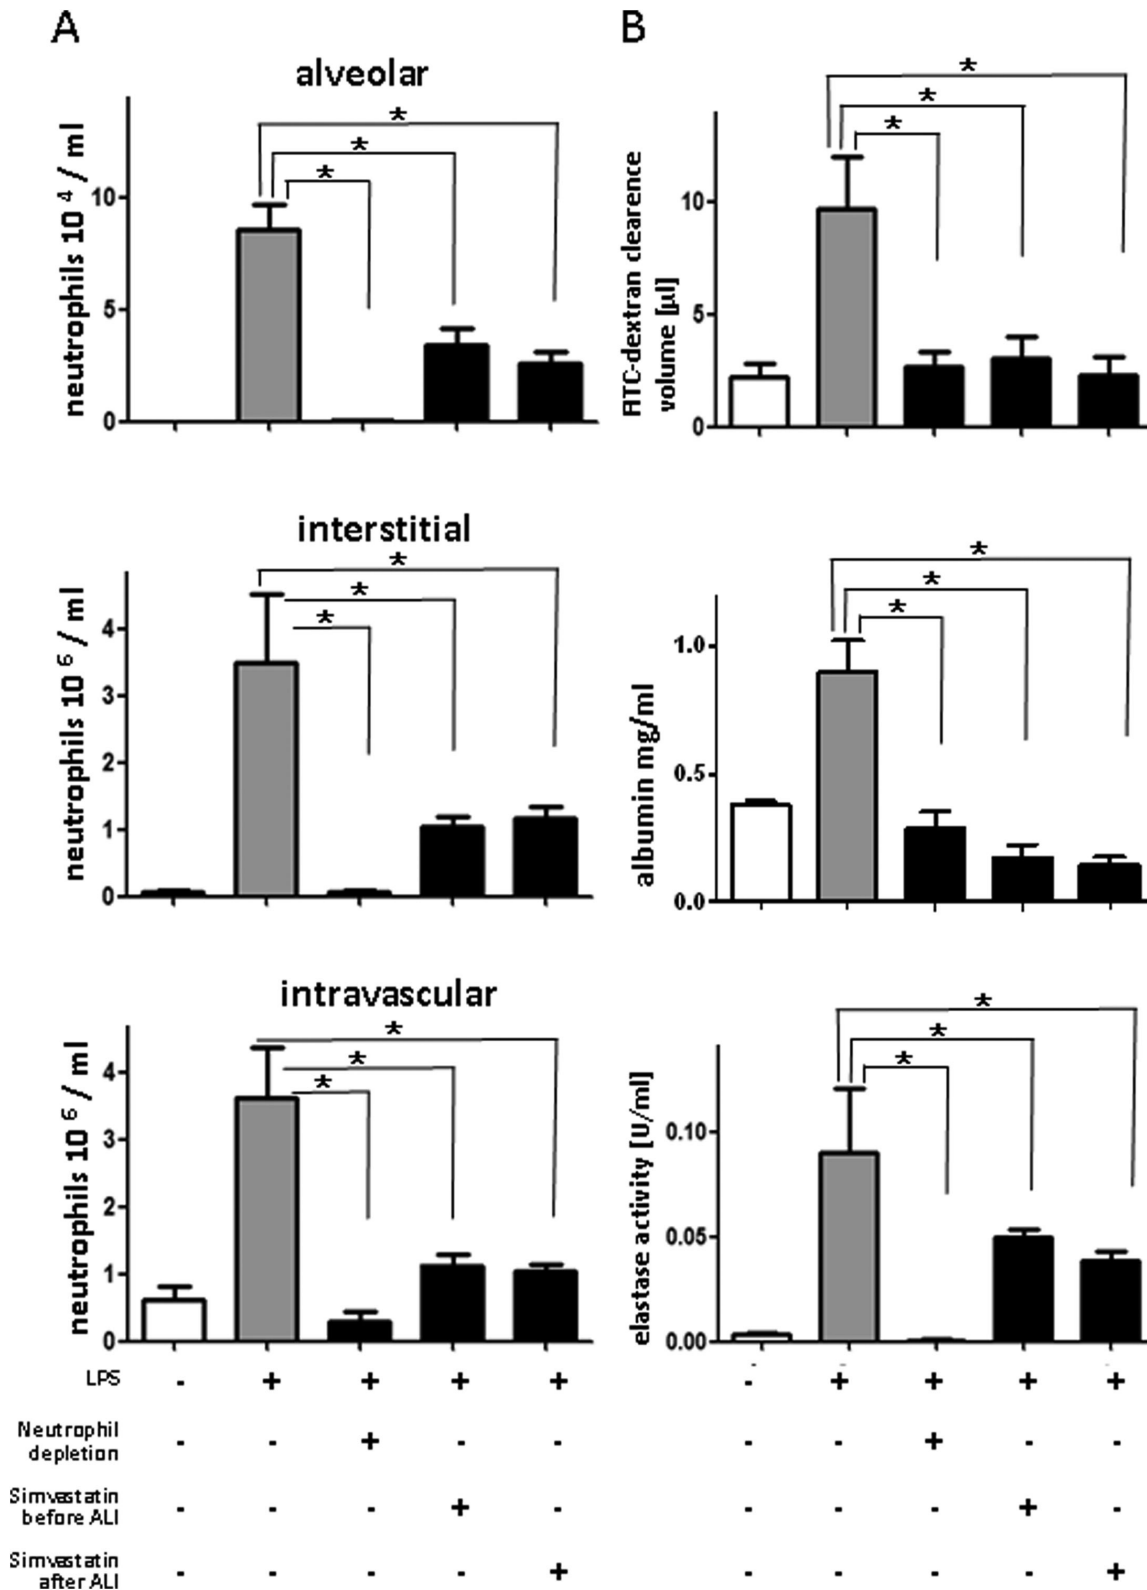 A
B
alveolar
neutrophils 10 4 / ml
10
5
0
*
*
*
FITC-dextran clearence
volume [µl]
10
5
0
*
*
*
interstitial
neutrophils 10 6 / ml
4
3
2
1
0
*
*
*
albumin mg/ml
1.0
0.5
0.0
*
*
*
intravascular
neutrophils 10 6 / ml
4
3
2
1
0
*
*
*
elastase activity [U/ml]
0.10
0.05
0.00
*
*
*
LPS - + + + + - + + + +
Neutrophil
depletion - - + - - - - + - -
Simvastatin
before ALI - - - + - - - - + -
Simvastatin
after ALI - - - - + - - - - +